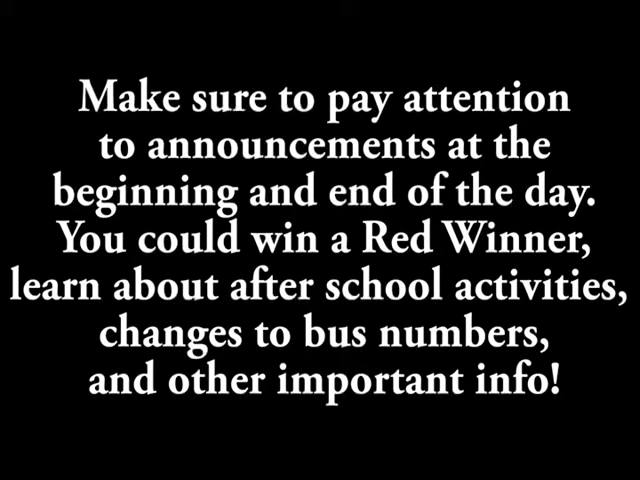 Make sure to pay attention
to announcements at the
beginning and end of the day.
You could win a Red Winner,
learn about after school activities,
changes to bus numbers,
and other important info!